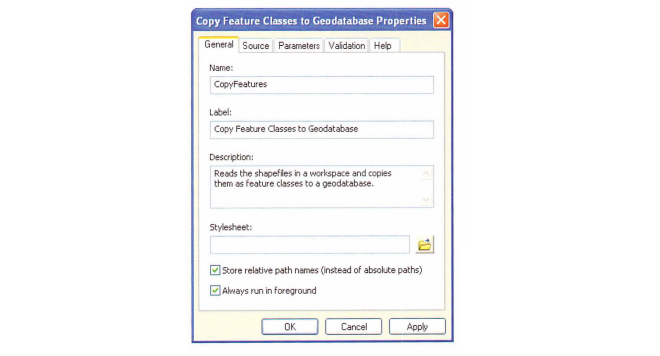 Copy Feature Classes to Geodatabase Properties
General Source Parameters Validation Help
Name:
CopyFeatures
Label:
Copy Feature Classes to Geodatabase
Description:
Reads the shapefiles in a workspace and copies
them as feature classes to a geodatabase.
Stylesheet:
Store relative path names (instead of absolute paths)
Always run in foreground
OK Cancel Apply